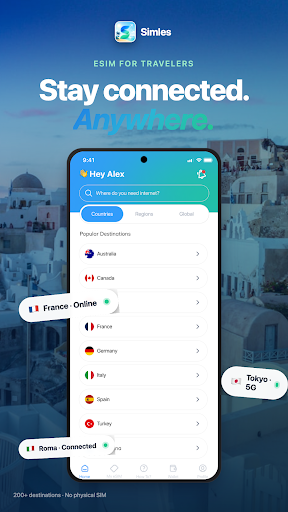 Simles
ESIM FOR TRAVELERS
Stay connected.
Anywhere.
9:41
Hey Alex
Where do you need internet?
Countries
Regions
Global
Popular Destinations
Australia
Canada
France · Online
France
Germany
Tokyo ·
5G
Italy
Spain
Turkey
Roma · Connected
Home
200+ destinations · No physical SIM